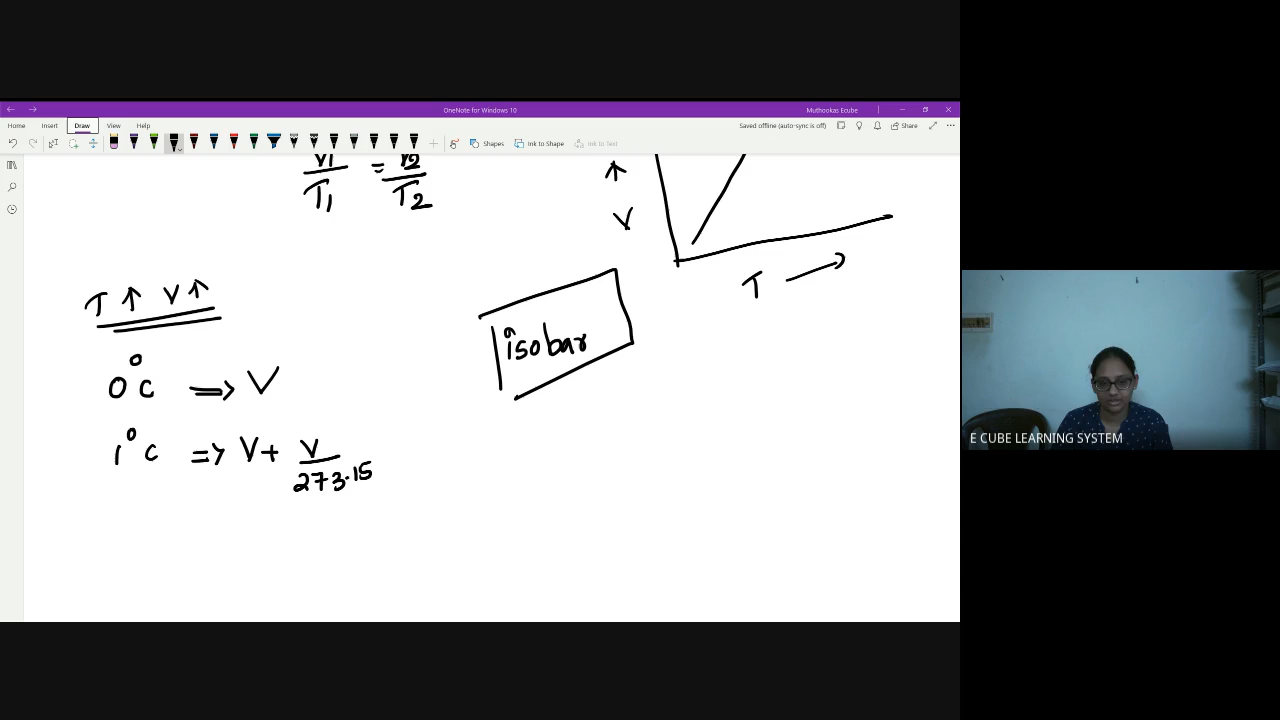 OneNote for Windows 10
Muthookas Ecube
Home Insert Draw View Help
Saved offline (auto-sync is off)
Share
Shapes
Ink to Shape
Ink to Text
V1 / T1 = V2 / T2
↑
V
T →
T ↑ V ↑
isobar
0°C ⇒ V
1°C ⇒ V + V / 273.15
E CUBE LEARNING SYSTEM